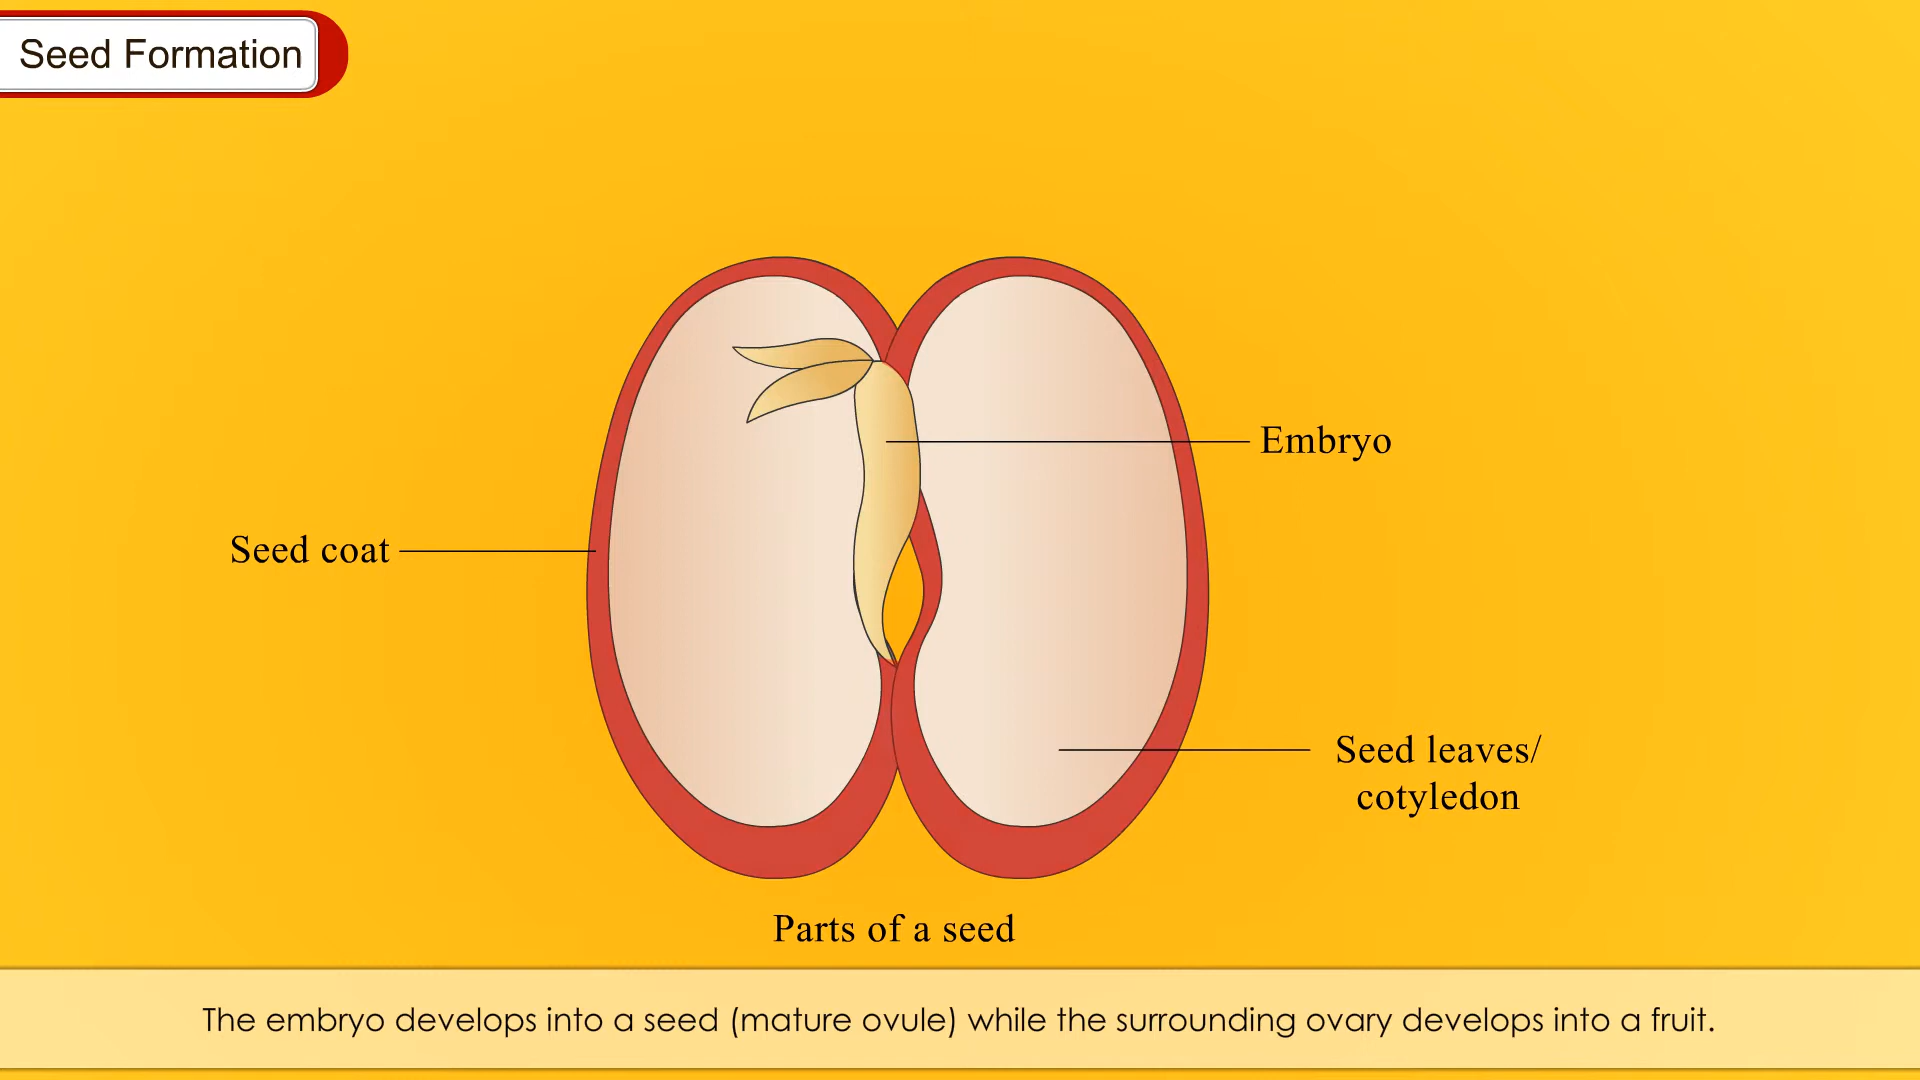 Seed Formation
Embryo
Seed coat
Seed leaves/
cotyledon
Parts of a seed
The embryo develops into a seed (mature ovule) while the surrounding ovary develops into a fruit.